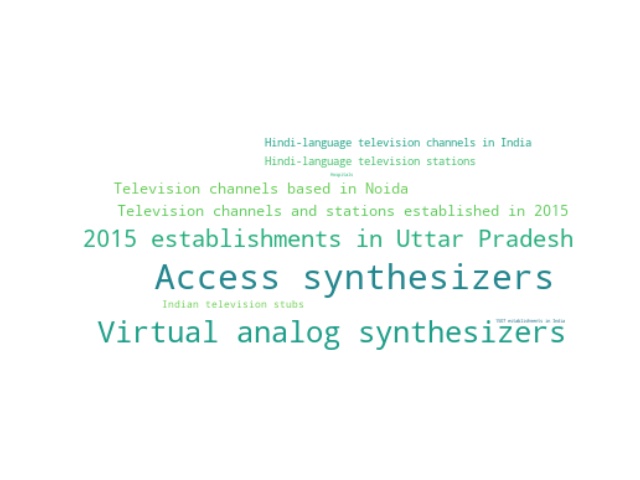 Hindi-language television channels in India
Hindi-language television stations
Television channels based in Noida
Television channels and stations established in 2015
2015 establishments in Uttar Pradesh
Access synthesizers
Indian television stubs
establishments in India
Virtual analog synthesizers